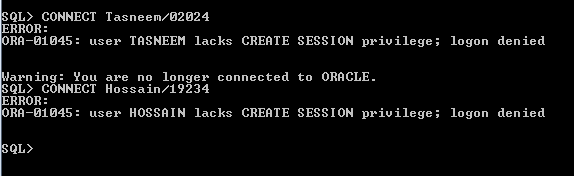 SQL> CONNECT Tasneem/02024
ERROR:
ORA-01045: user TASNEEM lacks CREATE SESSION privilege; logon denied
Warning: You are no longer connected to ORACLE.
SQL> CONNECT Hossain/19234
ERROR:
ORA-01045: user HOSSAIN lacks CREATE SESSION privilege; logon denied
SQL>